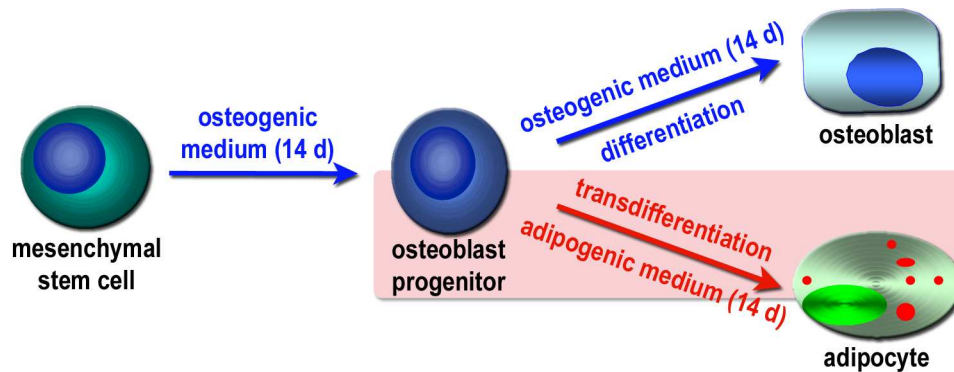 osteogenic
medium (14 d)
mesenchymal
stem cell
osteoblast
progenitor
osteogenic medium (14 d)
differentiation
osteoblast
transdifferentiation
adipogenic medium (14 d)
adipocyte